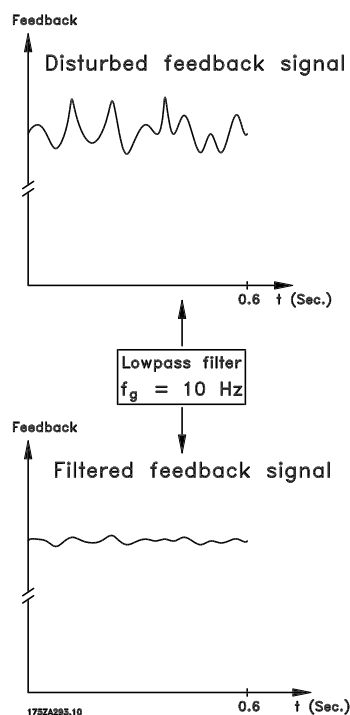 Feedback
Disturbed feedback signal
0.6 t (Sec.)
Lowpass filter
fg = 10 Hz
Feedback
Filtered feedback signal
0.6 t (Sec.)
175ZA293.10